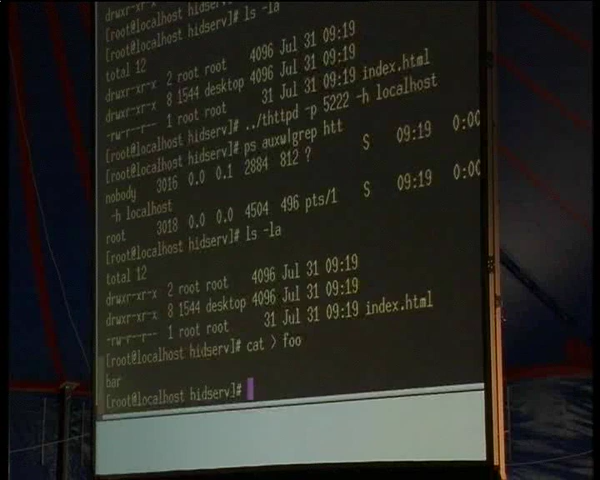 drwxr-xr-x
[root@localhost hidserv]# ls -la
total 12
drwxr-xr-x 2 root root 4096 Jul 31 09:19
drwxr-xr-x 8 1544 desktop 4096 Jul 31 09:19
-rw-r--r-- 1 root root 31 Jul 31 09:19 index.html
[root@localhost hidserv]# ../thttpd -p 5222 -h localhost
[root@localhost hidserv]# ps auxw|grep htt
nobody 3016 0.0 0.1 2884 812 ? S 09:19 0:00
-h localhost
root 3018 0.0 0.0 4504 496 pts/1 S 09:19 0:00
[root@localhost hidserv]# ls -la
total 12
drwxr-xr-x 2 root root 4096 Jul 31 09:19
drwxr-xr-x 8 1544 desktop 4096 Jul 31 09:19
-rw-r--r-- 1 root root 31 Jul 31 09:19 index.html
[root@localhost hidserv]# cat > foo
bar
[root@localhost hidserv]#